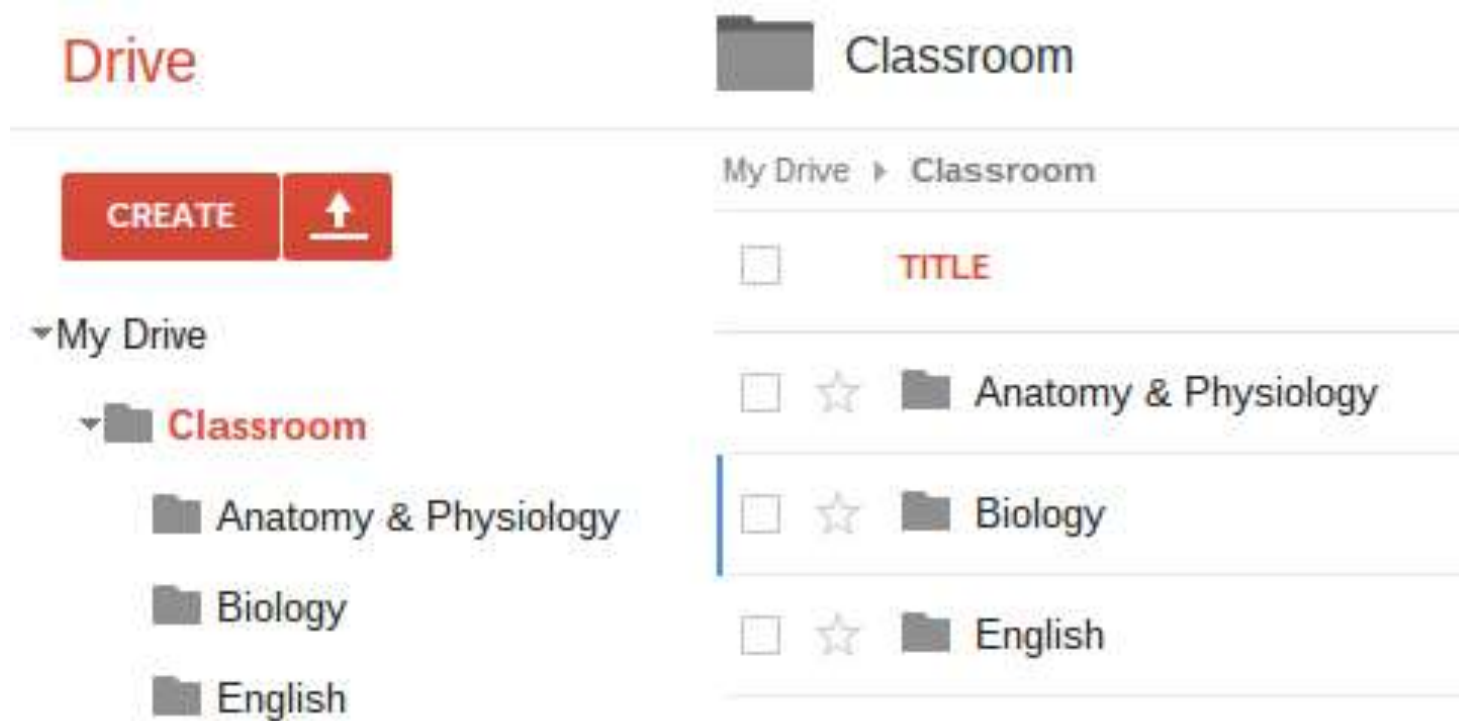 Drive
CREATE
My Drive
Classroom
Anatomy & Physiology
Biology
English
Classroom
My Drive Classroom
TITLE
Anatomy & Physiology
Biology
English